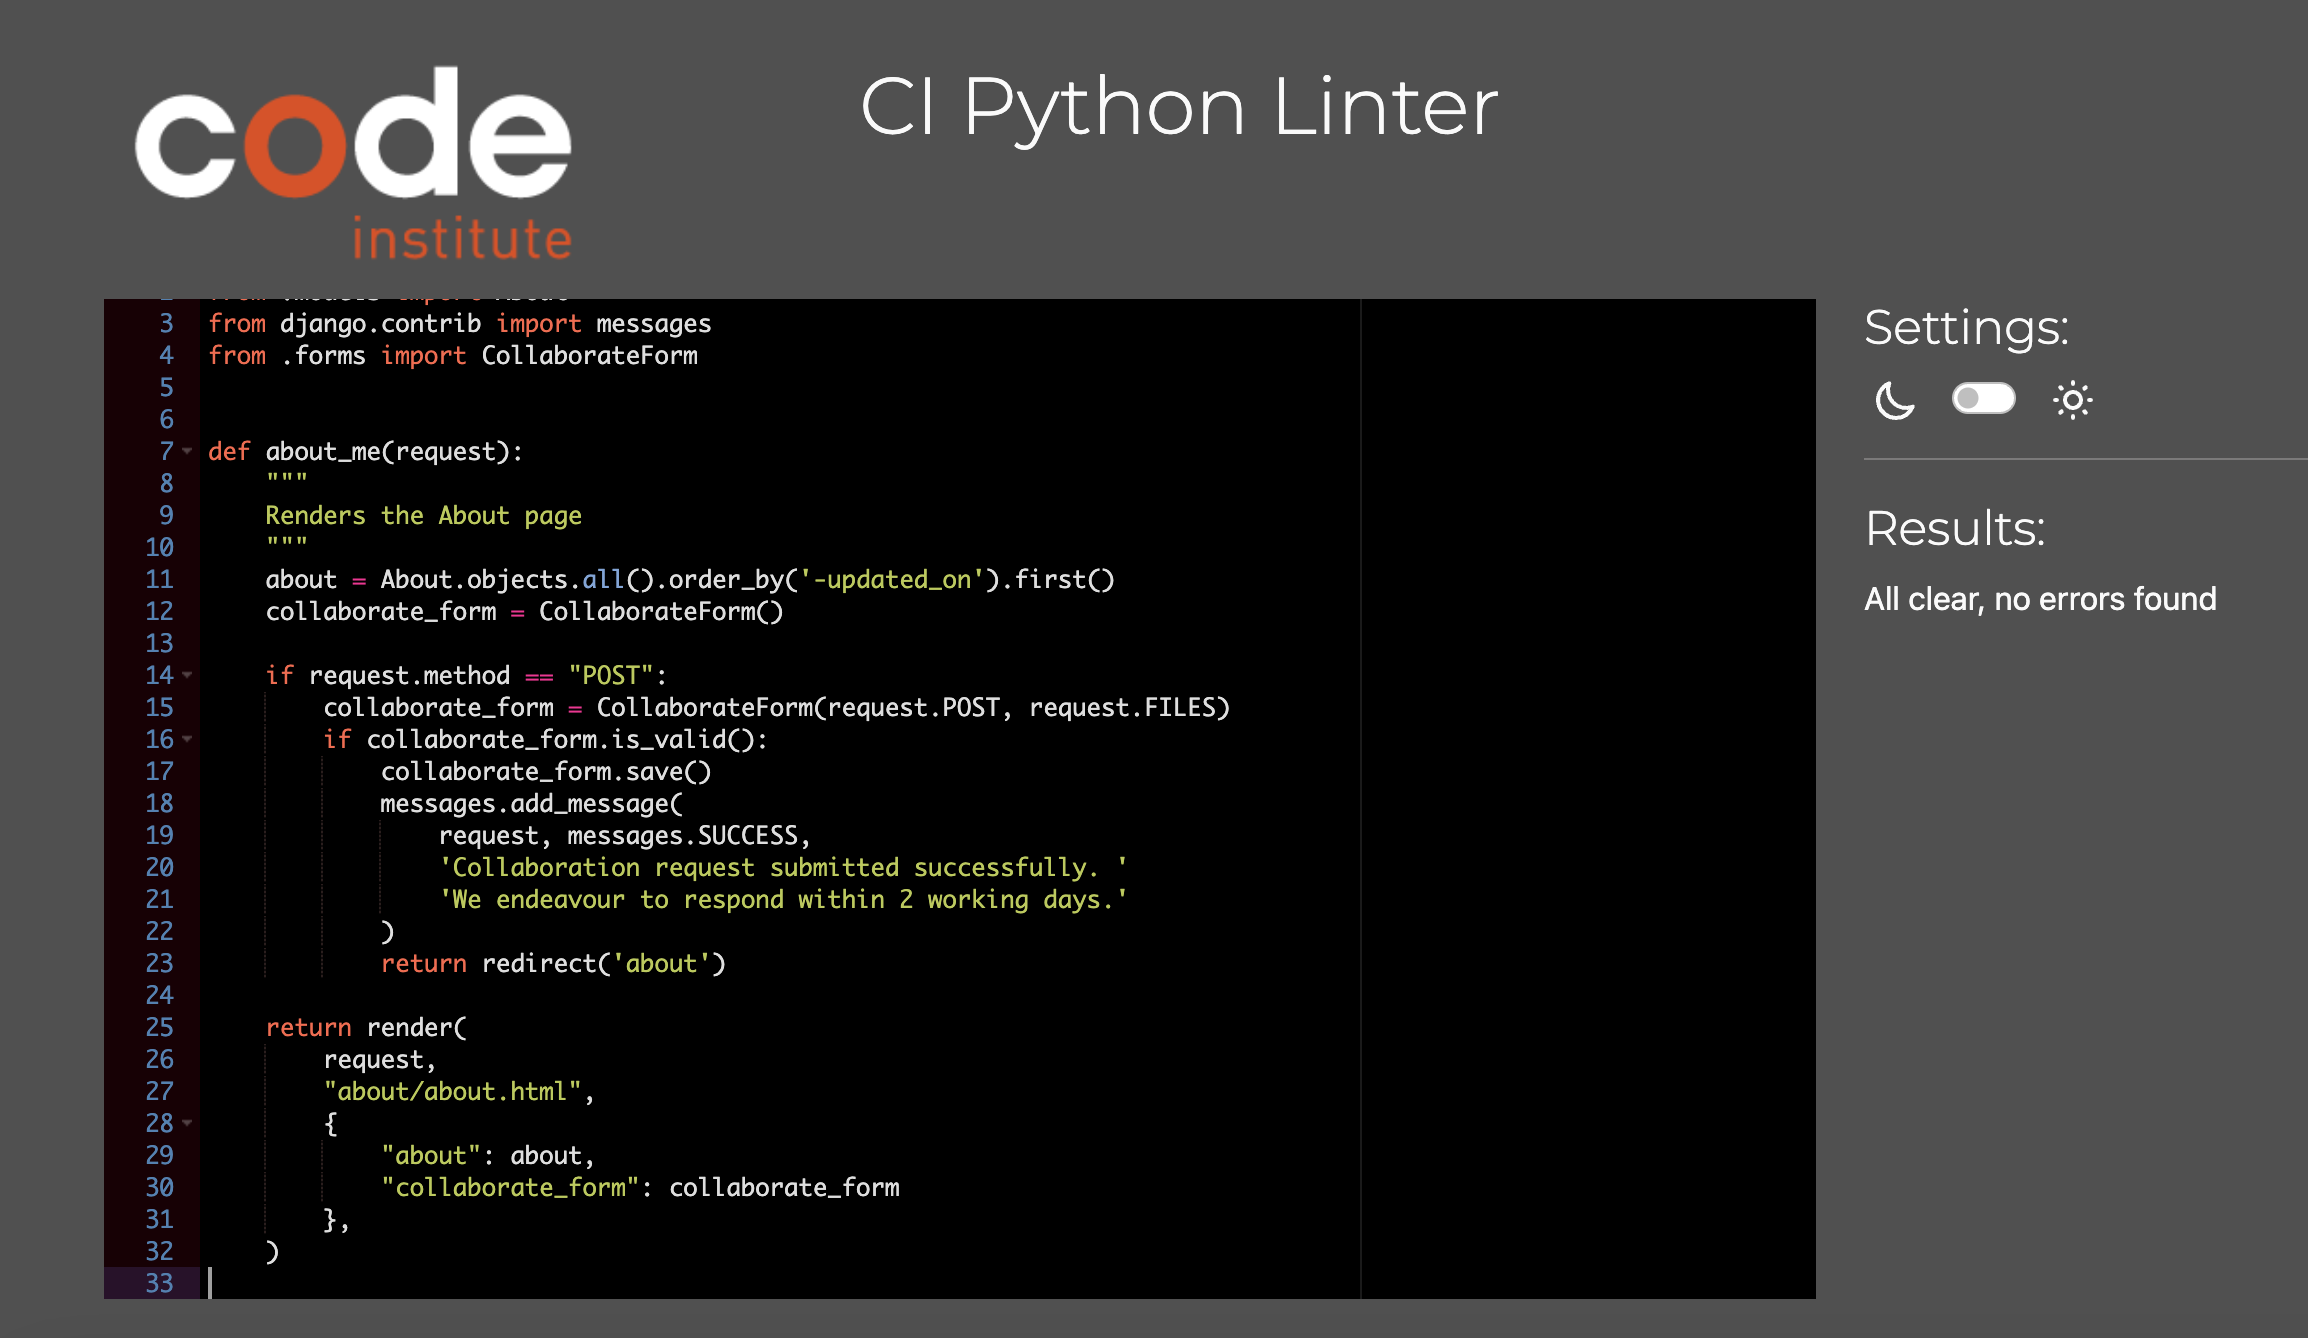 code
institute
CI Python Linter
3 from django.contrib import messages
4 from .forms import CollaborateForm
5
6
7 def about_me(request):
8     """
9     Renders the About page
10     """
11     about = About.objects.all().order_by('-updated_on').first()
12     collaborate_form = CollaborateForm()
13
14     if request.method == "POST":
15         collaborate_form = CollaborateForm(request.POST, request.FILES)
16         if collaborate_form.is_valid():
17             collaborate_form.save()
18             messages.add_message(
19                 request, messages.SUCCESS,
20                 'Collaboration request submitted successfully. '
21                 'We endeavour to respond within 2 working days.'
22             )
23             return redirect('about')
24
25     return render(
26         request,
27         "about/about.html",
28         {
29             "about": about,
30             "collaborate_form": collaborate_form
31         },
32     )
33
Settings:
Results:
All clear, no errors found